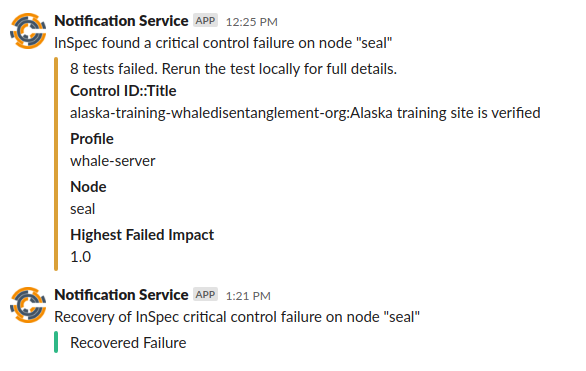 Notification Service APP 12:25 PM
InSpec found a critical control failure on node "seal"
8 tests failed. Rerun the test locally for full details.
Control ID::Title
alaska-training-whaledisentanglement-org:Alaska training site is verified
Profile
whale-server
Node
seal
Highest Failed Impact
1.0
Notification Service APP 1:21 PM
Recovery of InSpec critical control failure on node "seal"
Recovered Failure